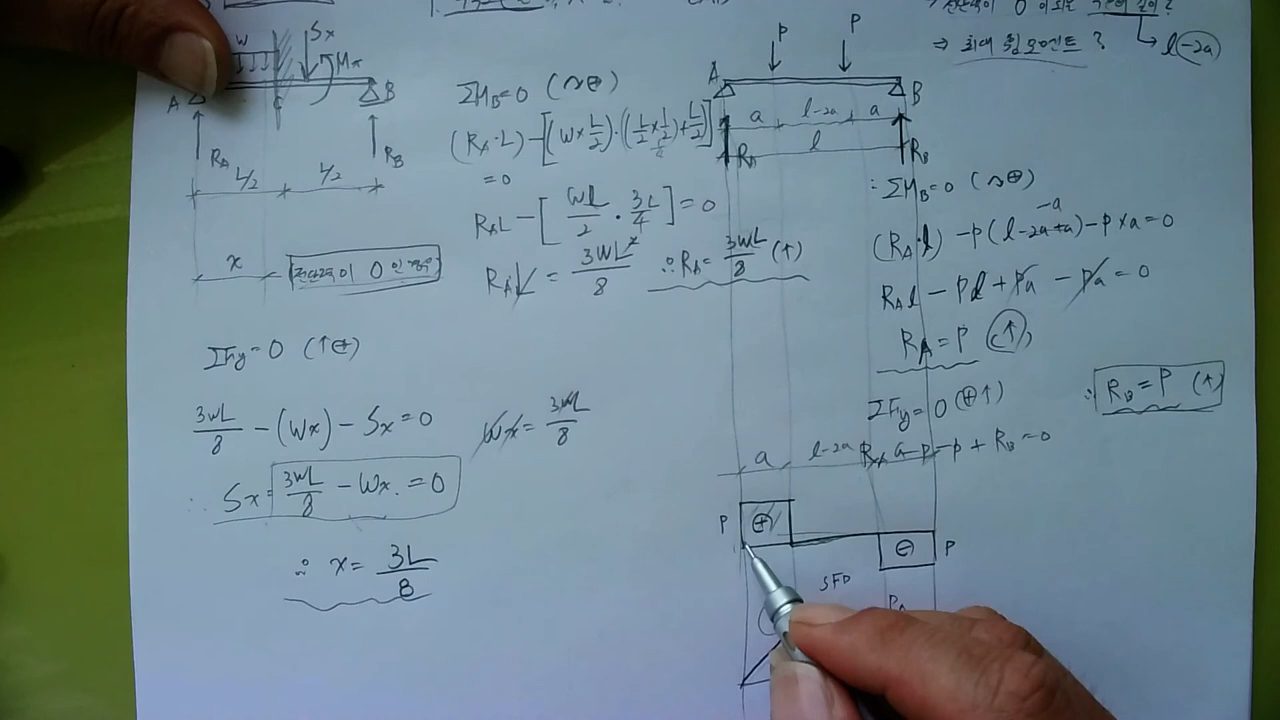 ⇒ 최대 휨모멘트 ?
l(-2a)
W
Sx
Mx
A
C
B
RA
RB
L/2
L/2
x
전단력이 0 인 경우
ΣMB=0 (↷⊕)
(RA·L)-[(W×L/2)·((L/2×1/2)+L/2)]
=0
RAL-[WL/2·3L/4]=0
RAL=3WL²/8 ∴RA=3WL/8 (↑)
ΣFy=0 (↑⊕)
3WL/8-(Wx)-Sx=0
Wx=3WL/8
∴ Sx=3WL/8-Wx.=0
∴ x=3L/8
P P
A B
a l-2a a
l
RA RB
∴ΣMB=0 (↷⊕)
-a
(RA·l)-P(l-2a+a)-P×a=0
RAl-Pl+Pa-Pa=0
RA=P (↑)
ΣFy=0 (⊕↑)
∴ RB=P (↑)
RA-P-P+RB=0
a l-2a a
P ⊕ ⊖ P
SFD